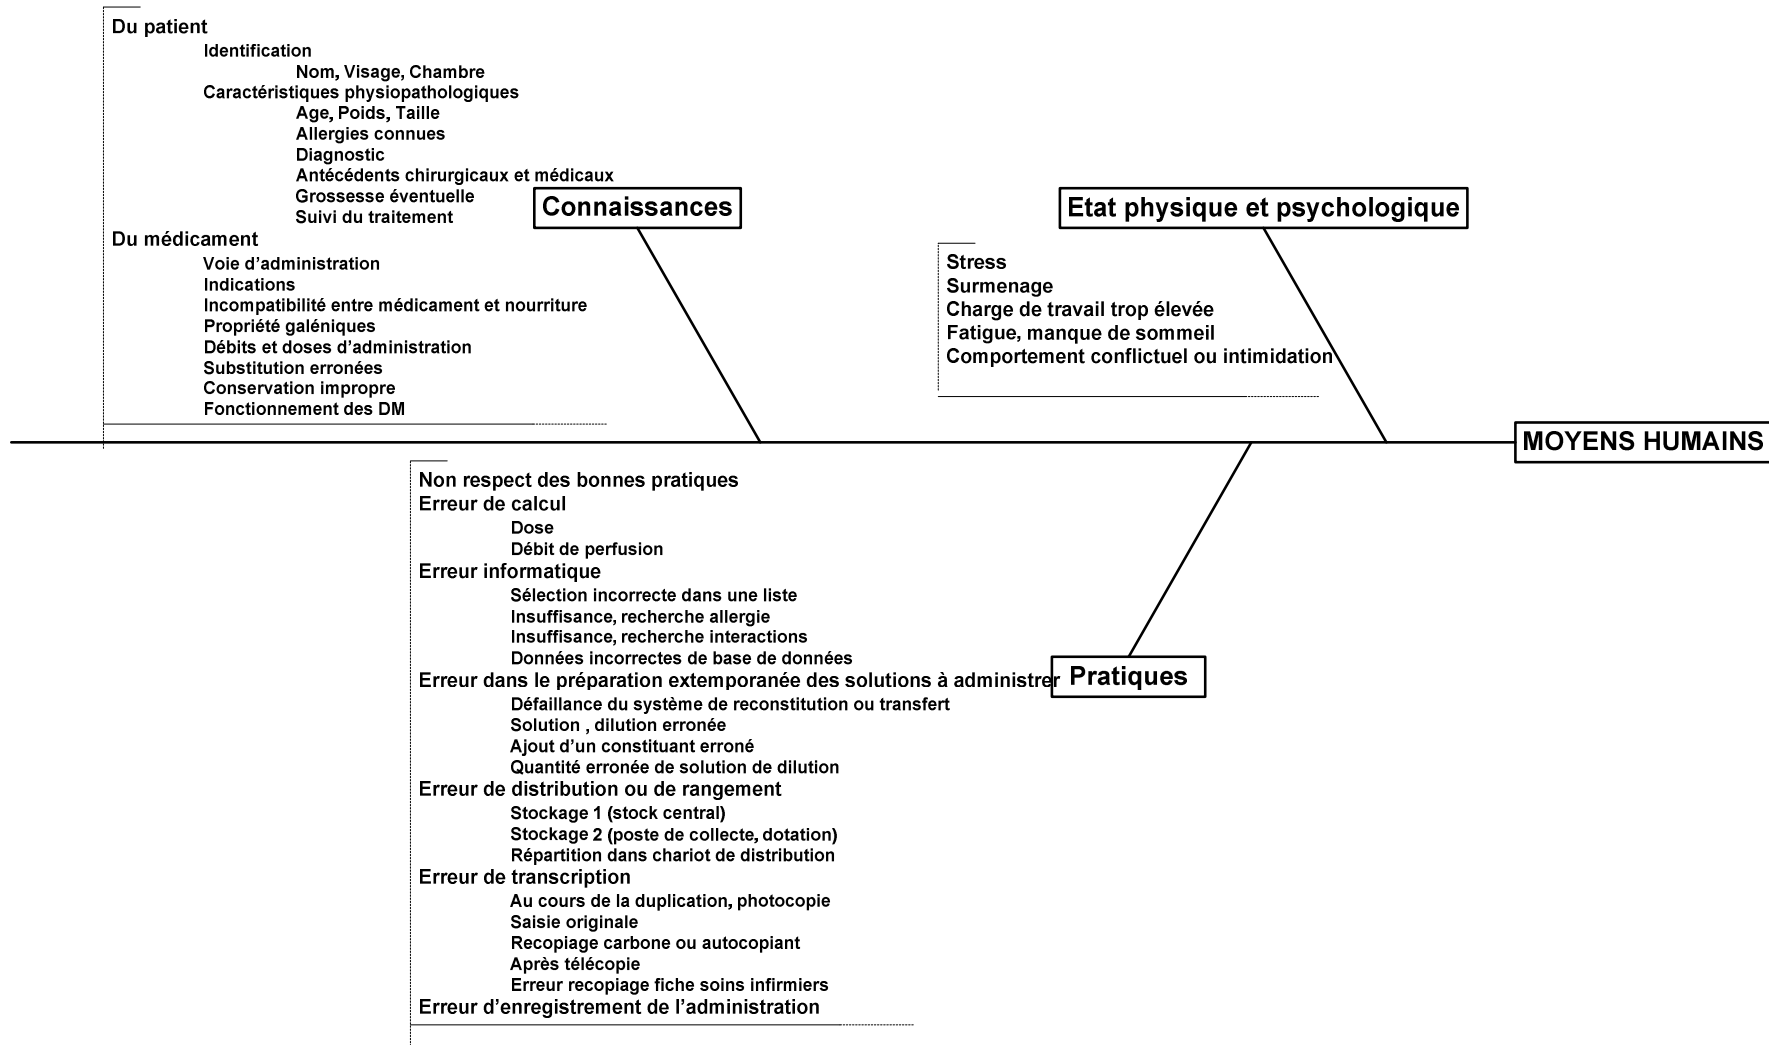 Du patient
Identification
Nom, Visage, Chambre
Caractéristiques physiopathologiques
Age, Poids, Taille
Allergies connues
Diagnostic
Antécédents chirurgicaux et médicaux
Grossesse éventuelle
Suivi du traitement
Du médicament
Voie d’administration
Indications
Incompatibilité entre médicament et nourriture
Propriété galéniques
Débits et doses d’administration
Substitution erronées
Conservation impropre
Fonctionnement des DM
Connaissances
Etat physique et psychologique
Stress
Surmenage
Charge de travail trop élevée
Fatigue, manque de sommeil
Comportement conflictuel ou intimidation
MOYENS HUMAINS
Non respect des bonnes pratiques
Erreur de calcul
Dose
Débit de perfusion
Erreur informatique
Sélection incorrecte dans une liste
Insuffisance, recherche allergie
Insuffisance, recherche interactions
Données incorrectes de base de données
Erreur dans le préparation extemporanée des solutions à administrer
Défaillance du système de reconstitution ou transfert
Solution , dilution erronée
Ajout d’un constituant erroné
Quantité erronée de solution de dilution
Erreur de distribution ou de rangement
Stockage 1 (stock central)
Stockage 2 (poste de collecte, dotation)
Répartition dans chariot de distribution
Erreur de transcription
Au cours de la duplication, photocopie
Saisie originale
Recopiage carbone ou autocopiant
Après télécopie
Erreur recopiage fiche soins infirmiers
Erreur d’enregistrement de l’administration
Pratiques